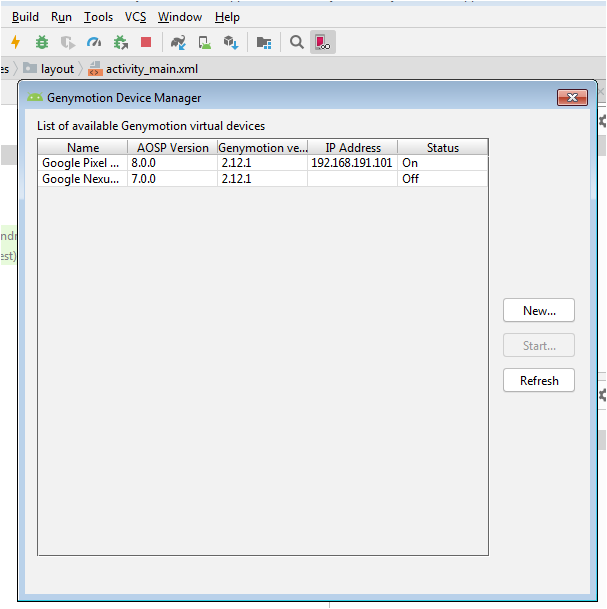 Build Run Tools VCS Window Help
es layout activity_main.xml
Genymotion Device Manager
List of available Genymotion virtual devices
Name AOSP Version Genymotion ve... IP Address Status
Google Pixel ... 8.0.0 2.12.1 192.168.191.101 On
Google Nexu... 7.0.0 2.12.1 Off
ndr
est)
New...
Start...
Refresh